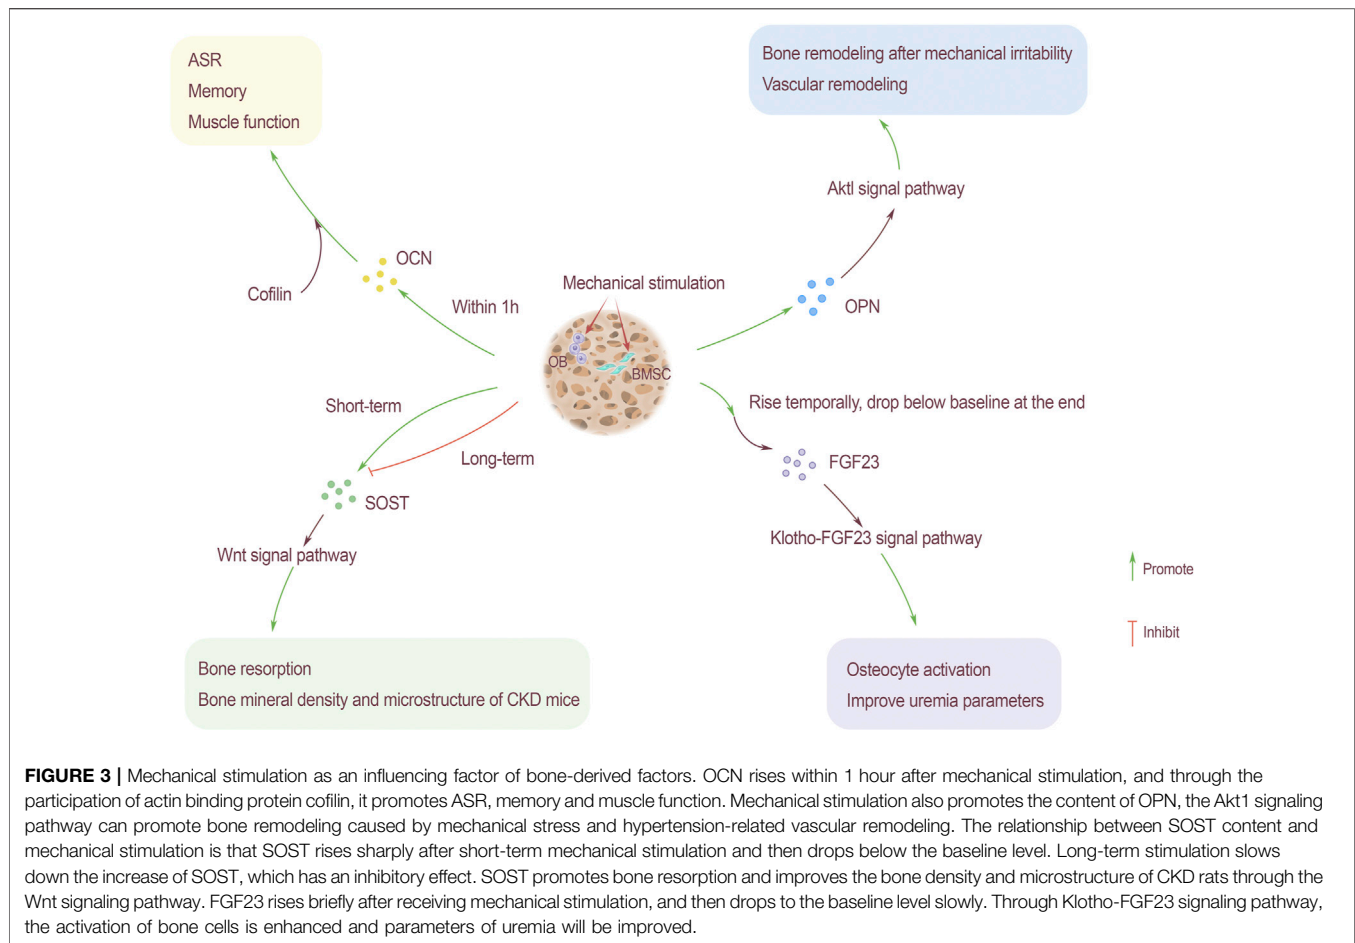 ASR
Memory
Muscle function
Bone remodeling after mechanical irritability
Vascular remodeling
Aktl signal pathway
OCN
Cofilin
Within 1h
Mechanical stimulation
OPN
OB
BMSC
Short-term
Long-term
Rise temporally, drop below baseline at the end
FGF23
SOST
Wnt signal pathway
Klotho-FGF23 signal pathway
Promote
Inhibit
Bone resorption
Bone mineral density and microstructure of CKD mice
Osteocyte activation
Improve uremia parameters
FIGURE 3 | Mechanical stimulation as an influencing factor of bone-derived factors. OCN rises within 1 hour after mechanical stimulation, and through the
participation of actin binding protein cofilin, it promotes ASR, memory and muscle function. Mechanical stimulation also promotes the content of OPN, the Akt1 signaling
pathway can promote bone remodeling caused by mechanical stress and hypertension-related vascular remodeling. The relationship between SOST content and
mechanical stimulation is that SOST rises sharply after short-term mechanical stimulation and then drops below the baseline level. Long-term stimulation slows
down the increase of SOST, which has an inhibitory effect. SOST promotes bone resorption and improves the bone density and microstructure of CKD rats through the
Wnt signaling pathway. FGF23 rises briefly after receiving mechanical stimulation, and then drops to the baseline level slowly. Through Klotho-FGF23 signaling pathway,
the activation of bone cells is enhanced and parameters of uremia will be improved.